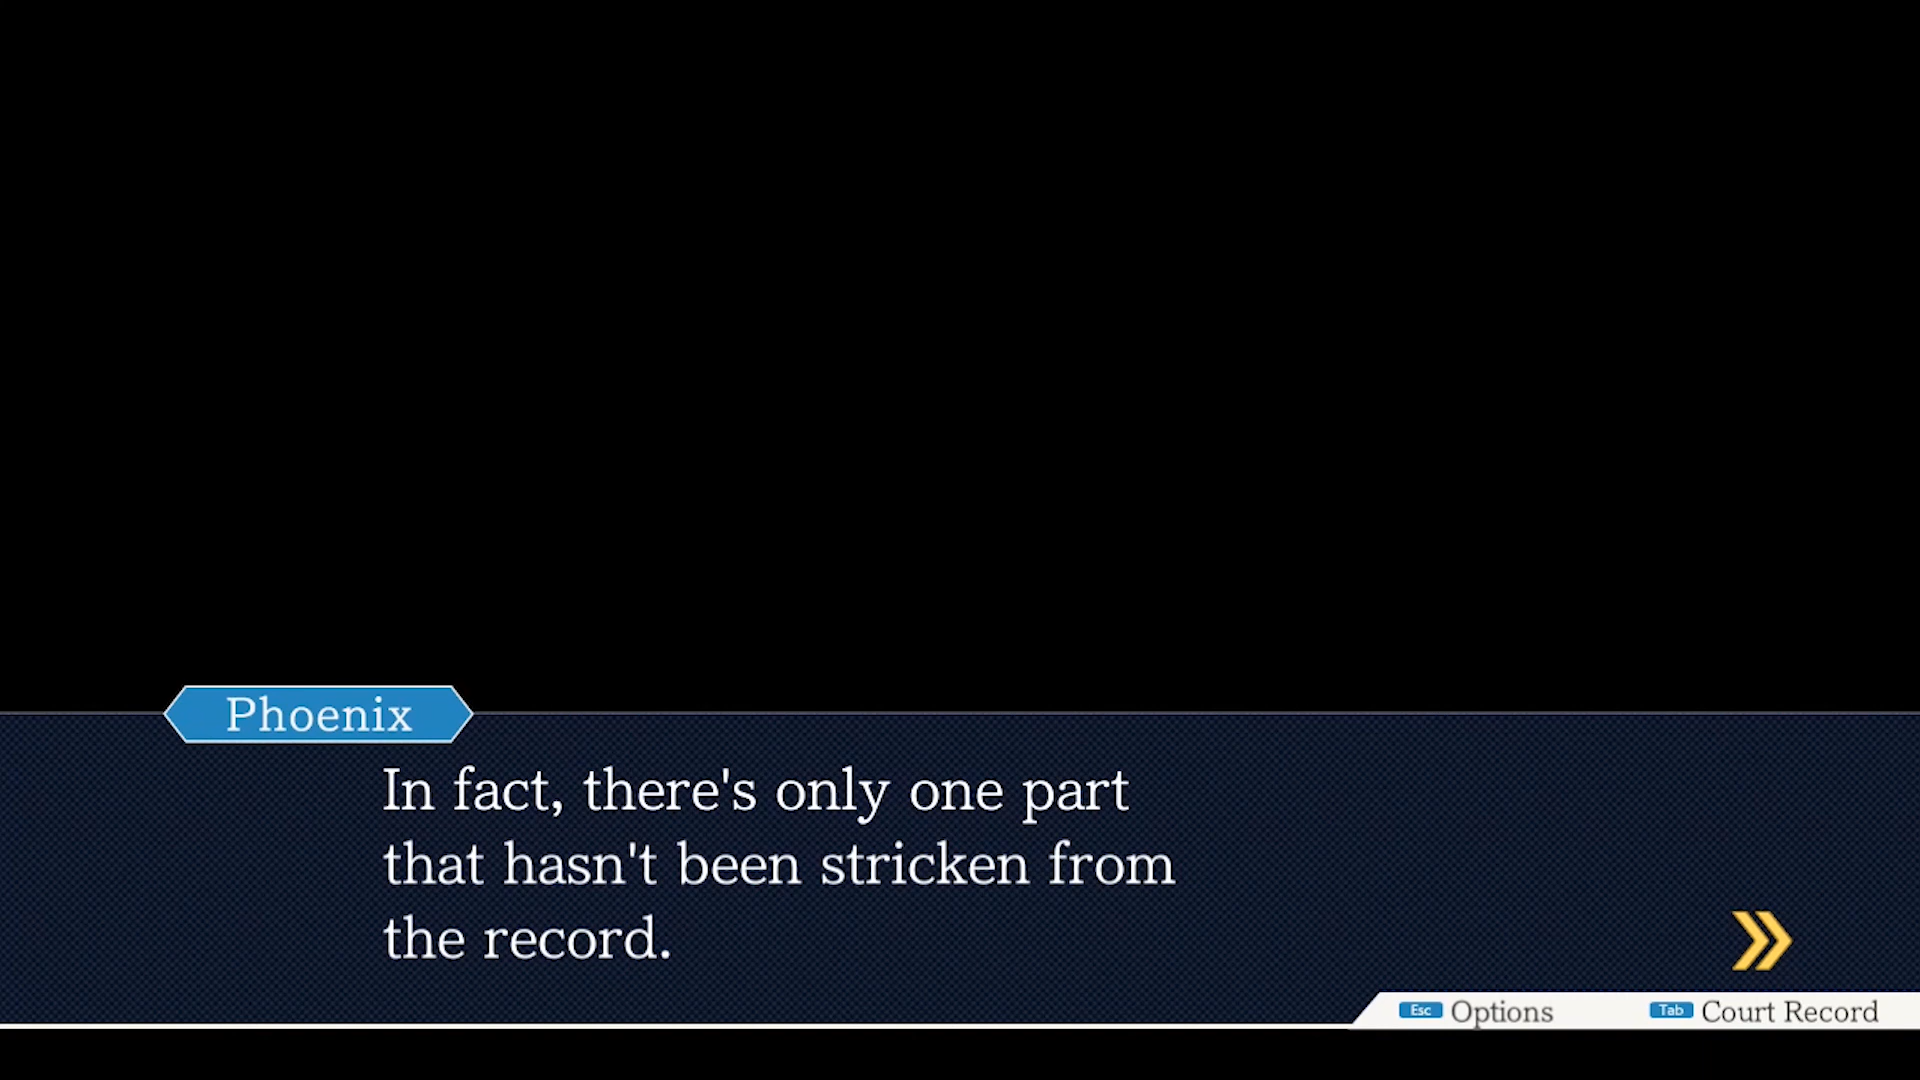 Phoenix
In fact, there's only one part
that hasn't been stricken from
the record.
Esc Options Tab Court Record